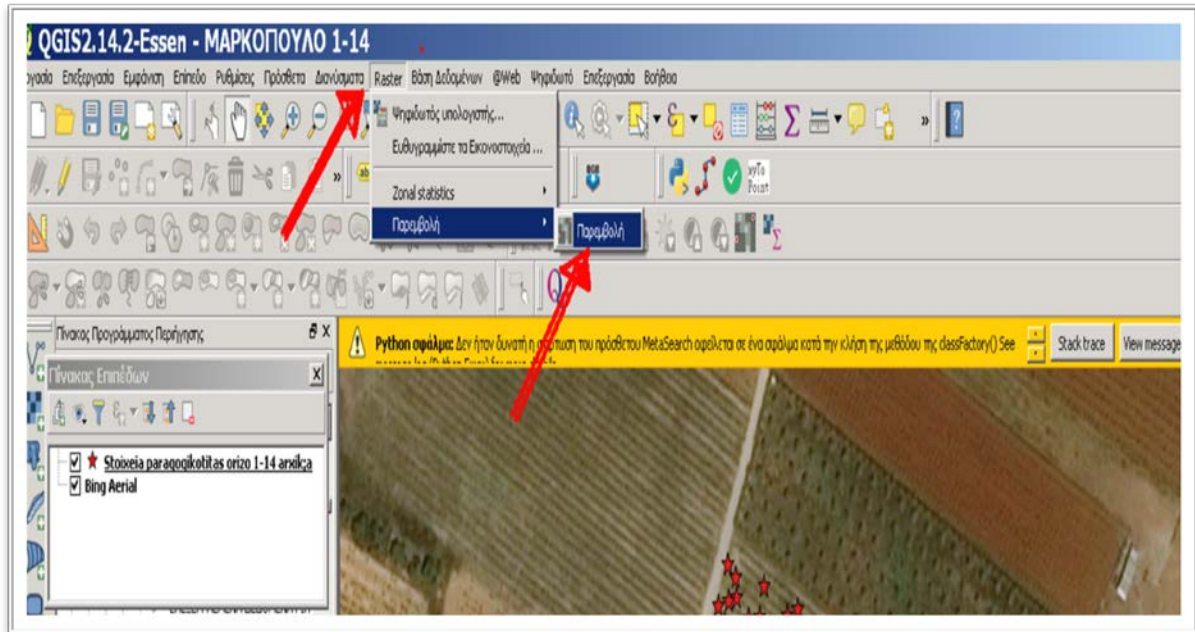 QGIS2.14.2-Essen - ΜΑΡΚΟΠΟΥΛΟ 1-14
Επεξεργασία Εμφάνιση Επίπεδο Ρυθμίσεις Πρόσθετα Διανύσματα Raster Βάση Δεδομένων @Web Ψηφιδωτό Επεξεργασία Βοήθεια
Ψηφιδωτός υπολογιστής...
Ευθυγραμμίστε τα Εικονοστοιχεία ...
Zonal statistics
Παρεμβολή
Παρεμβολή
xyTo
Point
Πίνακας Προγράμματος Περιήγησης
Python σφάλμα: Δεν ήταν δυνατή η του πρόσθετου MetaSearch οφείλεται σε ένα σφάλμα κατά την κλήση της μεθόδου της classFactory() See
Stack trace
View message
Πίνακας Επιπέδων
Stoixeia paragogikotitas orizo 1-14
Bing Aerial